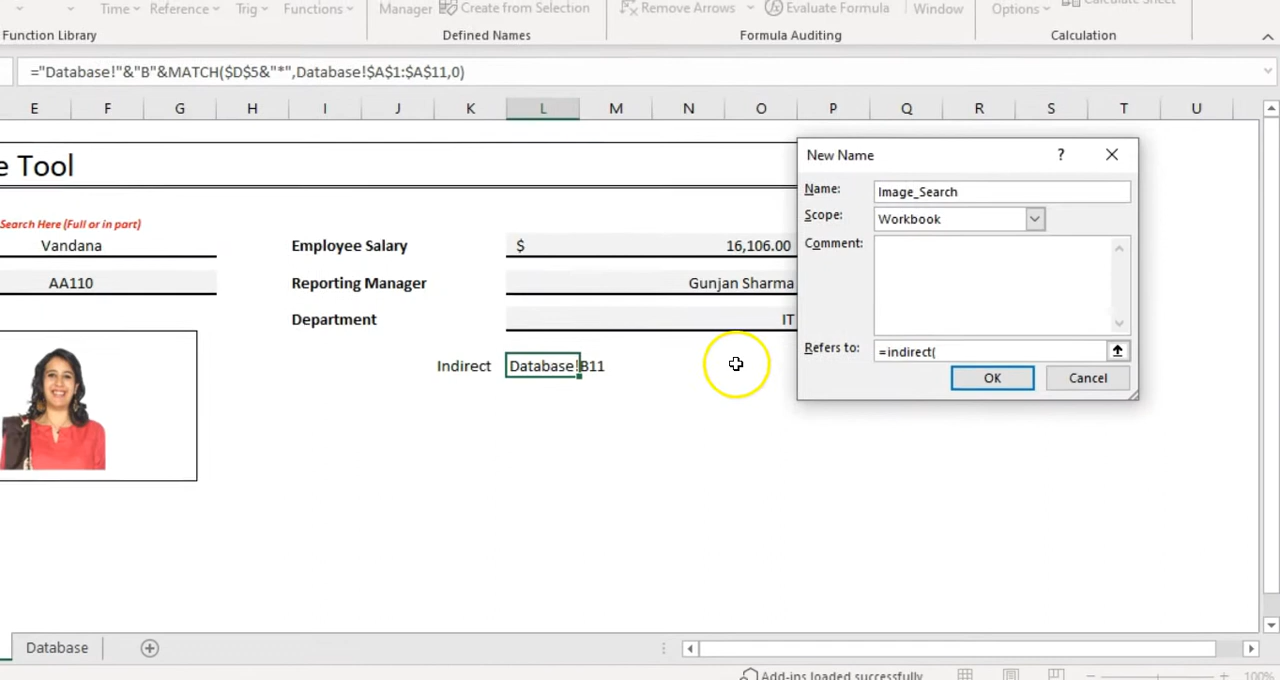 Time Reference Trig Functions Manager Create from Selection Remove Arrows Evaluate Formula Window Options Calculate Sheet
Function Library Defined Names Formula Auditing Calculation
="Database!"&"B"&MATCH($D$5&"*",Database!$A$1:$A$11,0)
E F G H I J K L M N O P Q R S T U
New Name ?
e Tool
Name: Image_Search
Scope: Workbook
Comment:
Search Here (Full or in part)
Vandana Employee Salary $ 16,106.00
AA110 Reporting Manager Gunjan Sharma
Department IT
Refers to: =indirect(
Indirect Database!B11
OK Cancel
Database
Add-ins loaded successfully 100%